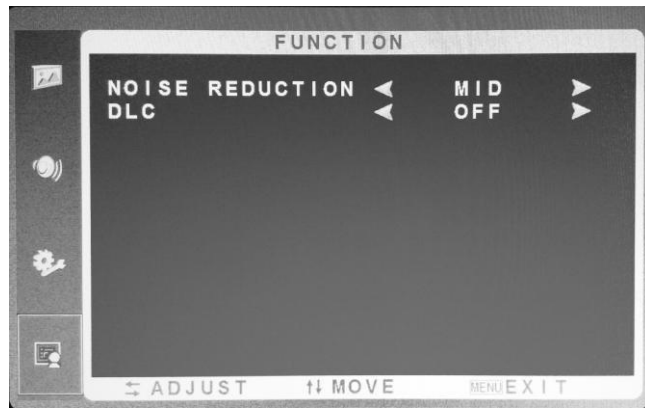 FUNCTION
NOISE REDUCTION ◀ MID ▶
DLC ◀ OFF ▶
⇆ ADJUST ↑↓ MOVE MENU EXIT